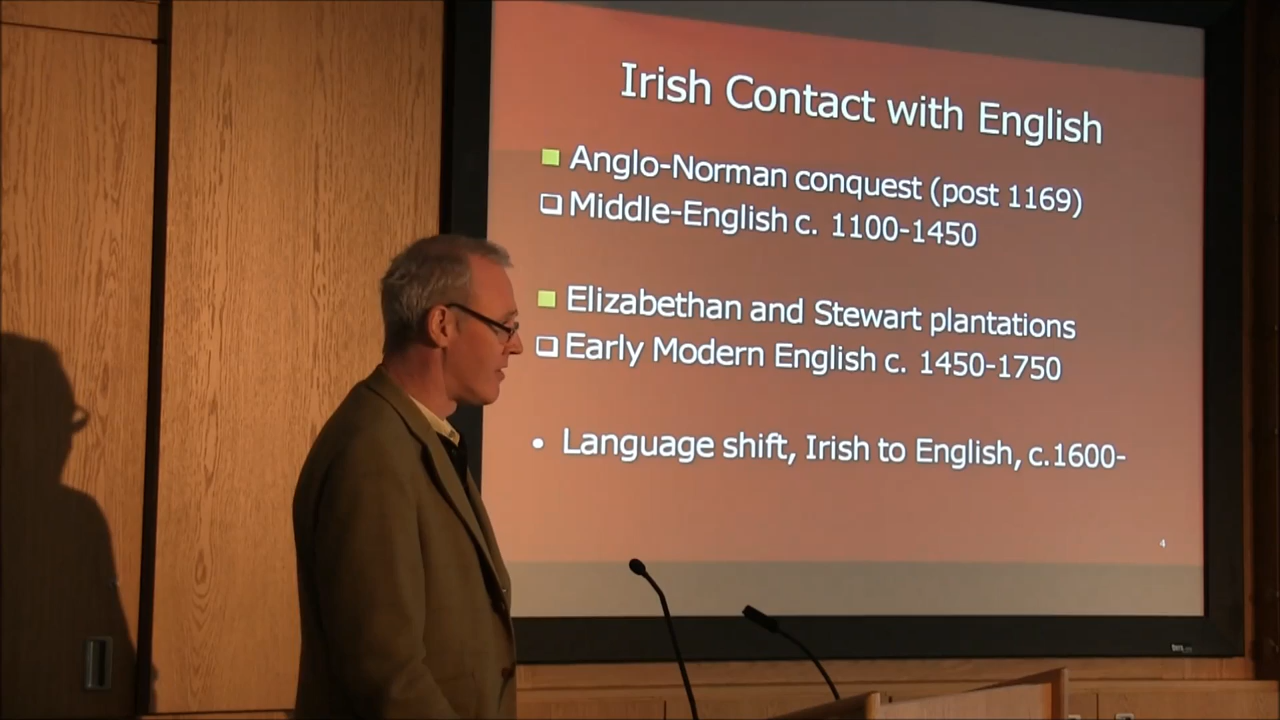 Irish Contact with English
Anglo-Norman conquest (post 1169)
Middle-English c. 1100-1450
Elizabethan and Stewart plantations
Early Modern English c. 1450-1750
Language shift, Irish to English, c.1600-
4